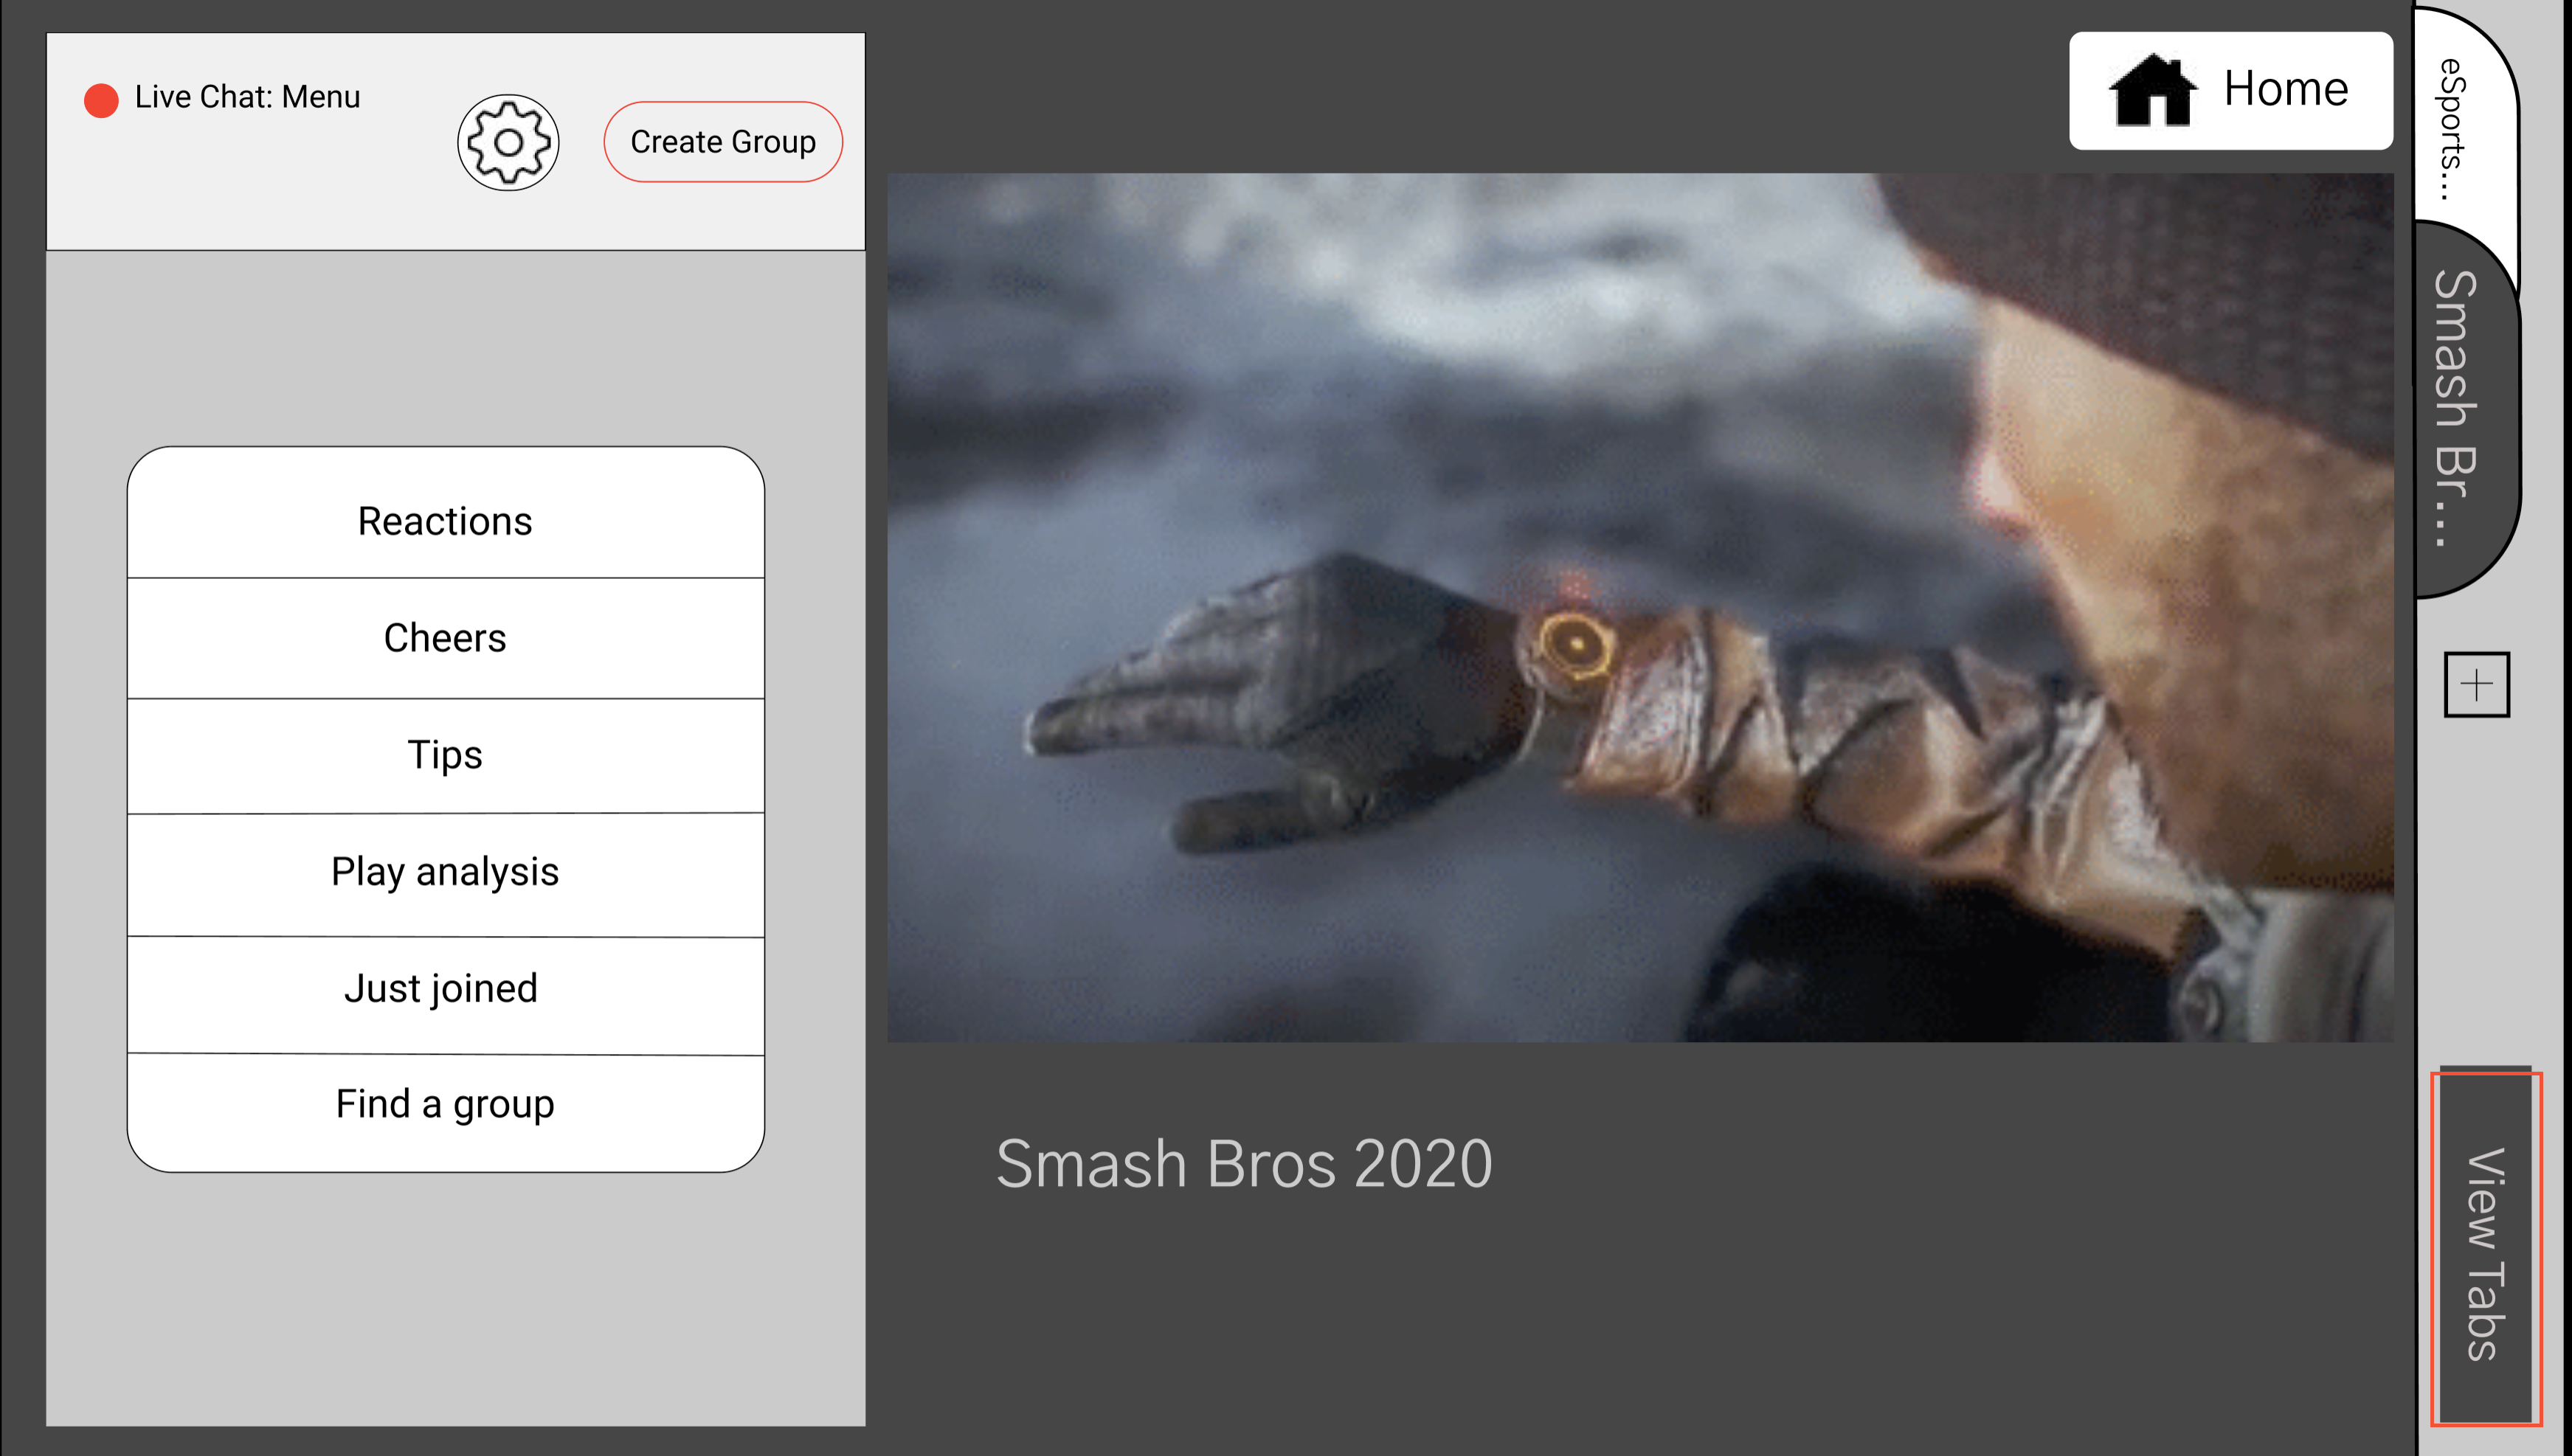 Live Chat: Menu
Create Group
Reactions
Cheers
Tips
Play analysis
Just joined
Find a group
Home
Smash Bros 2020
eSports...
Smash Br...
View Tabs